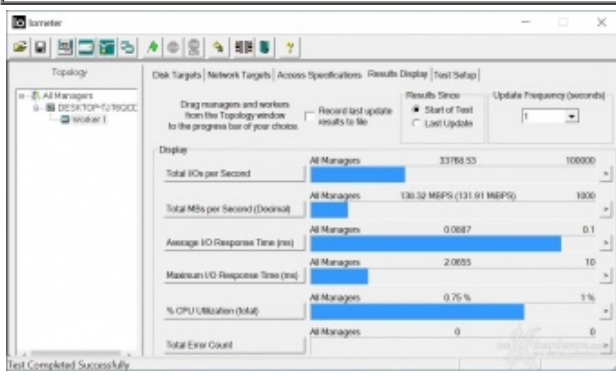 Iometer
Topology
All Managers
Worker 1
Disk Targets Network Targets Access Specifications Results Display Test Setup
Drag managers and workers
from the Topology window
to the progress bar of your choice.
Record last update
results to file
Results Since
Start of Test
Last Update
Update Frequency (seconds)
1
Display
All Managers 33768.53 100000
Total I/Os per Second
All Managers 138.32 MBPS (131.91 MiBPS) 1000
Total MBs per Second (Decimal)
All Managers 0.0887 0.1
Average I/O Response Time (ms)
All Managers 2.0655 10
Maximum I/O Response Time (ms)
All Managers 0.75 % 1 %
% CPU Utilization (total)
All Managers 0 0
Total Error Count
Test Completed Successfully